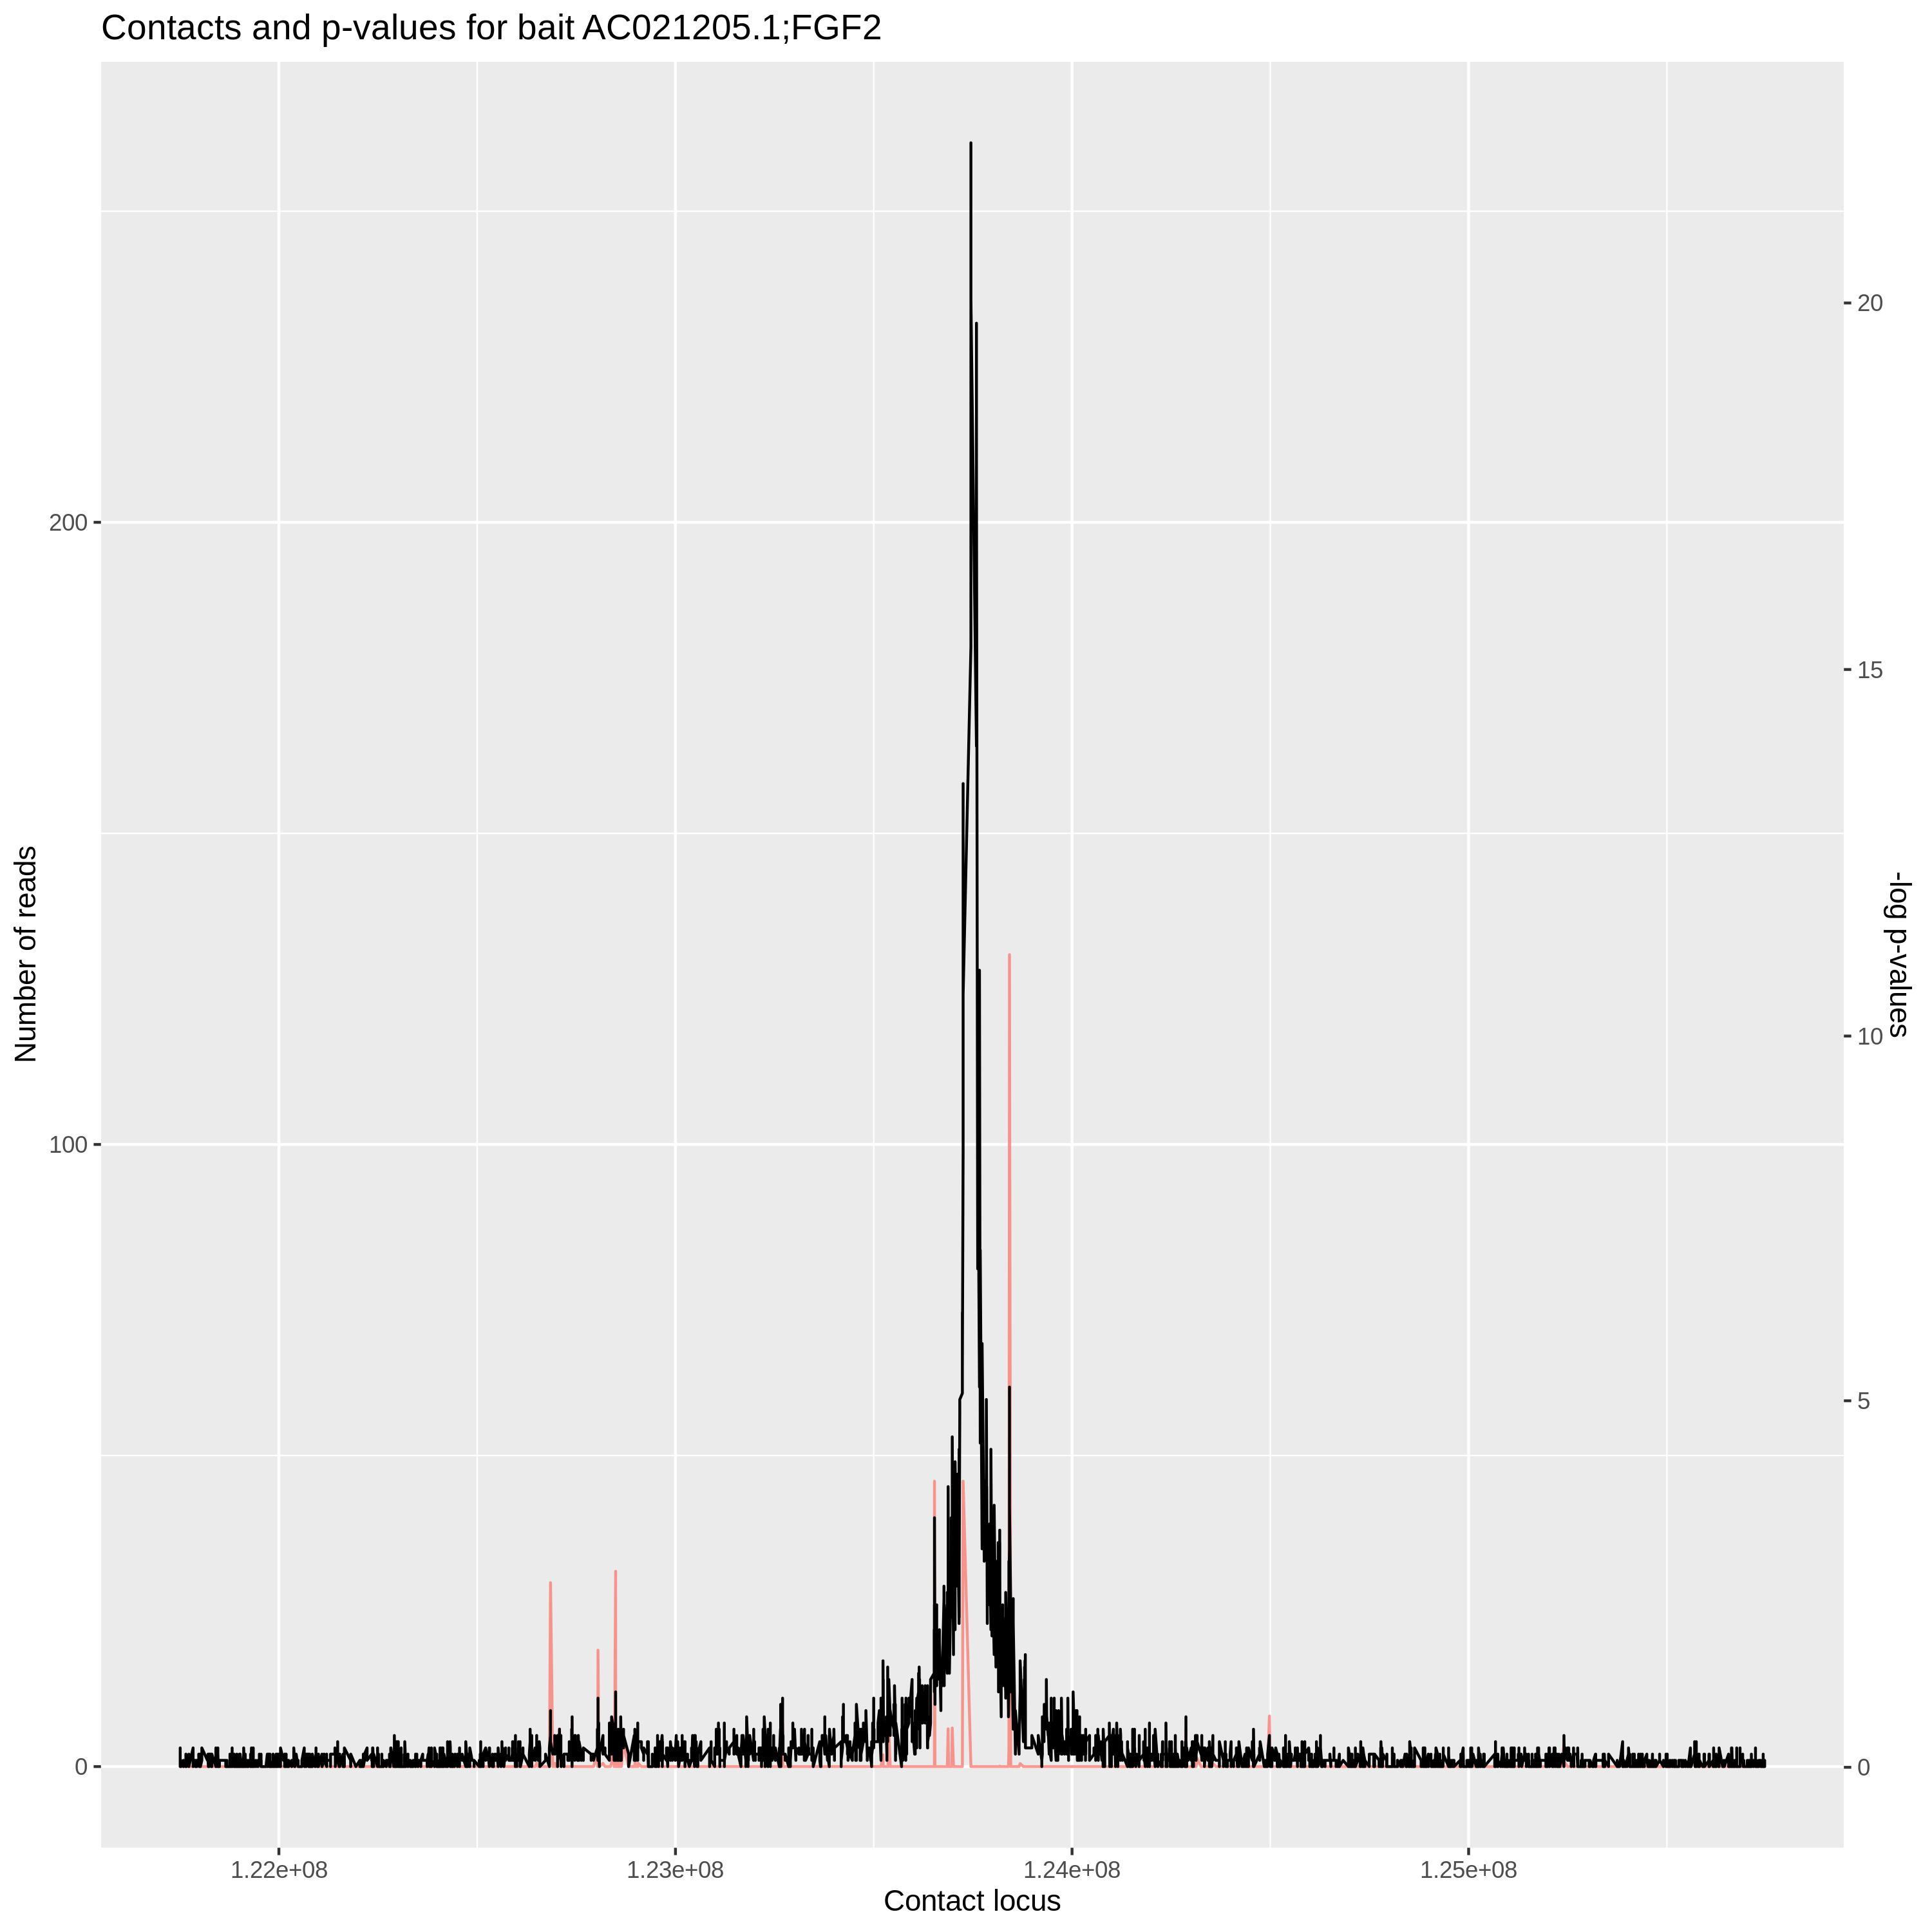 Contacts and p-values for bait AC021205.1;FGF2
Number of reads
200
100
0
20
15
10
5
0
-log p-values
1.22e+08
1.23e+08
1.24e+08
1.25e+08
Contact locus